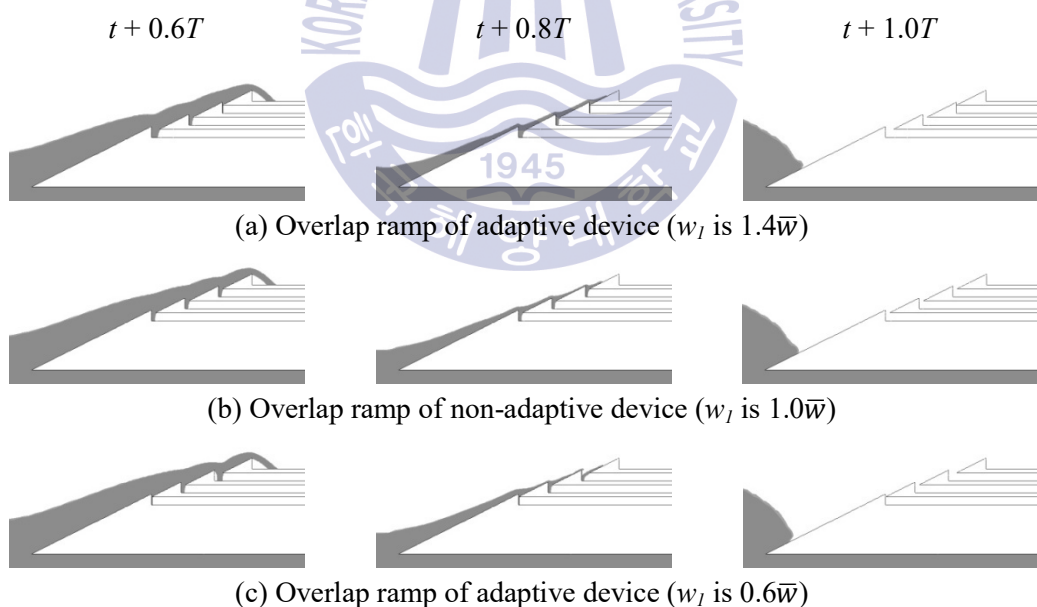 t + 0.6T t + 0.8T t + 1.0T
1945
(a) Overlap ramp of adaptive device (w₁ is 1.4w̅)
(b) Overlap ramp of non-adaptive device (w₁ is 1.0w̅)
(c) Overlap ramp of adaptive device (w₁ is 0.6w̅)